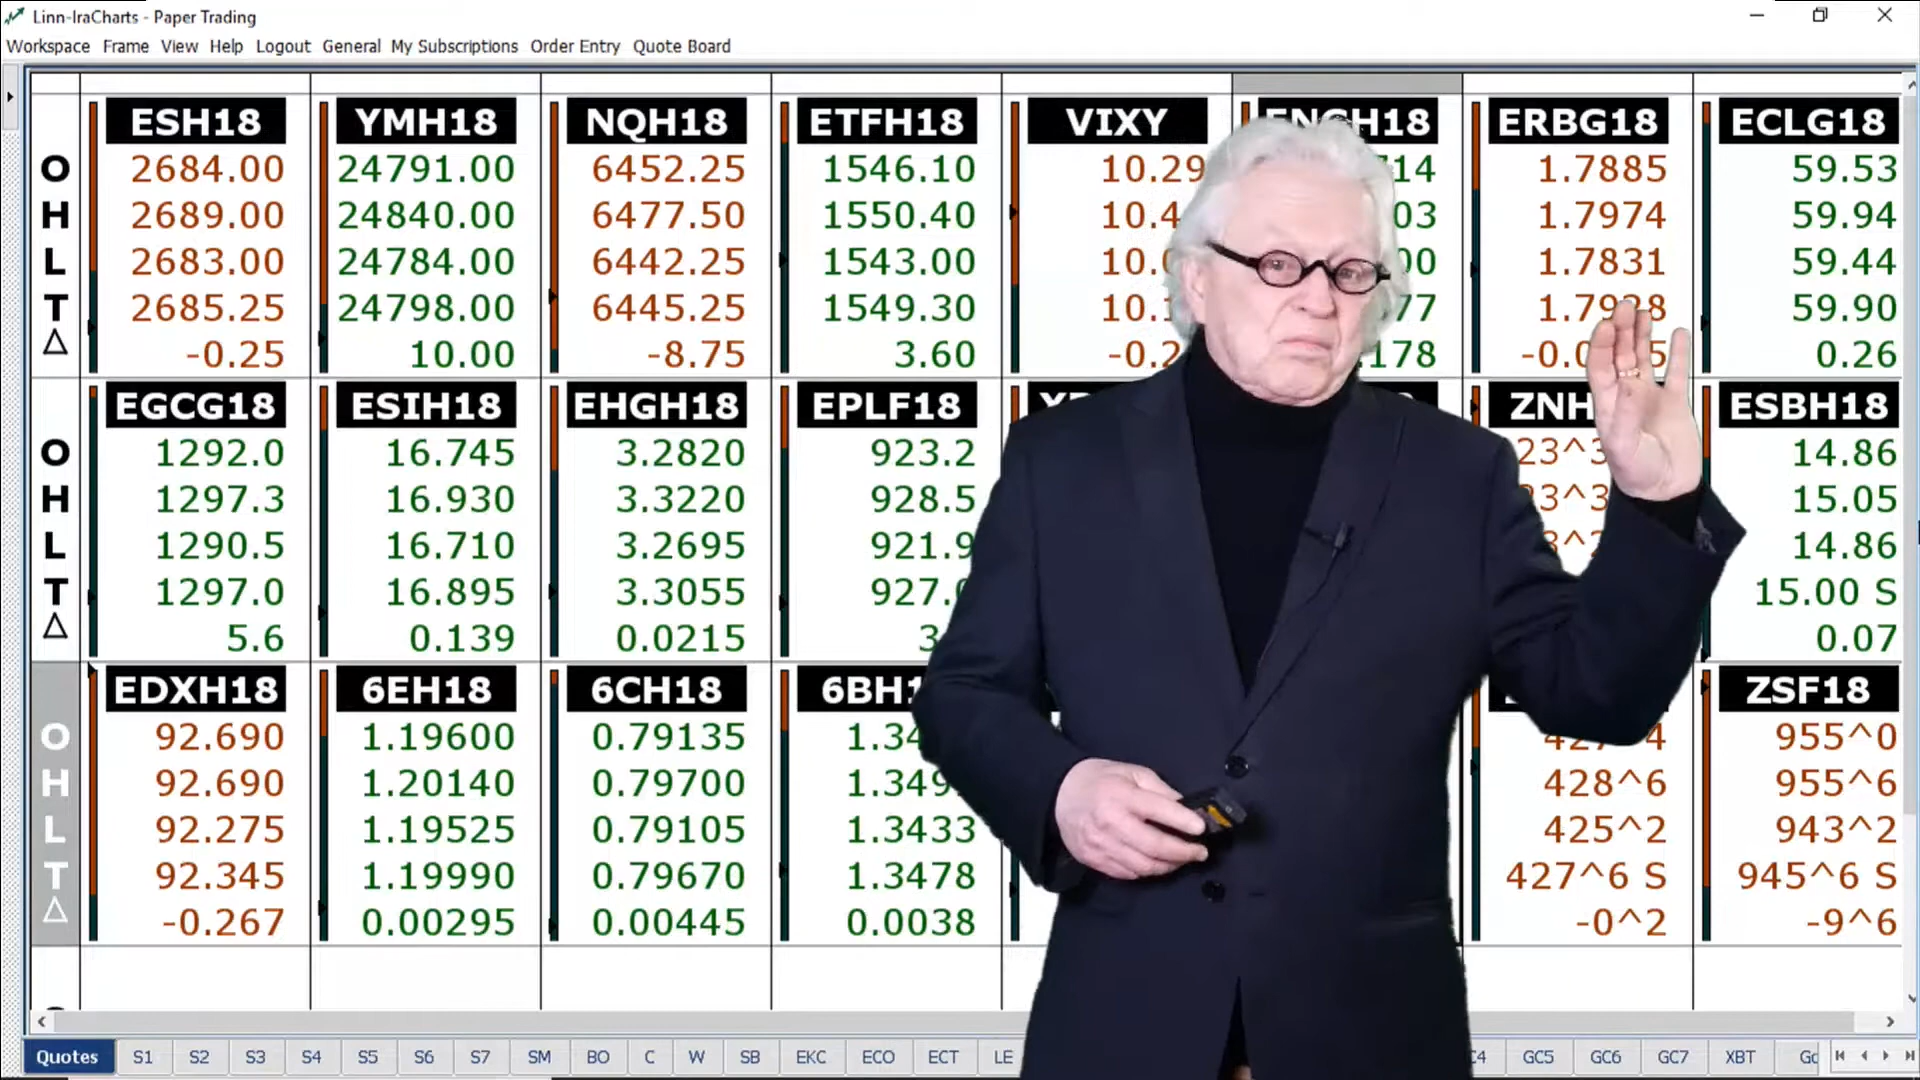 Linn-IraCharts - Paper Trading
Workspace Frame View Help Logout General My Subscriptions Order Entry Quote Board
ESH18 YMH18 NQH18 ETFH18 VIXY ERBG18 ECLG18
O 2684.00 24791.00 6452.25 1546.10 10.29 1.7885 59.53
H 2689.00 24840.00 6477.50 1550.40 1.7974 59.94
L 2683.00 24784.00 6442.25 1543.00 1.7831 59.44
T 2685.25 24798.00 6445.25 1549.30 59.90
Δ -0.25 10.00 -8.75 3.60 0.26
EGCG18 ESIH18 EHGH18 EPLF18 ESBH18
O 1292.0 16.745 3.2820 923.2 14.86
H 1297.3 16.930 3.3220 928.5 15.05
L 1290.5 16.710 3.2695 921.9 14.86
T 1297.0 16.895 3.3055 15.00 S
Δ 5.6 0.139 0.0215 0.07
EDXH18 6EH18 6CH18 ZSF18
O 92.690 1.19600 0.79135 955^0
H 92.690 1.20140 0.79700 428^6 955^6
L 92.275 1.19525 0.79105 1.3433 425^2 943^2
T 92.345 1.19990 0.79670 1.3478 427^6 S 945^6 S
Δ -0.267 0.00295 0.00445 0.0038 -0^2 -9^6
Quotes S1 S2 S3 S4 S5 S6 S7 SM BO C W SB EKC ECO ECT LE GC5 GC6 GC7 XBT